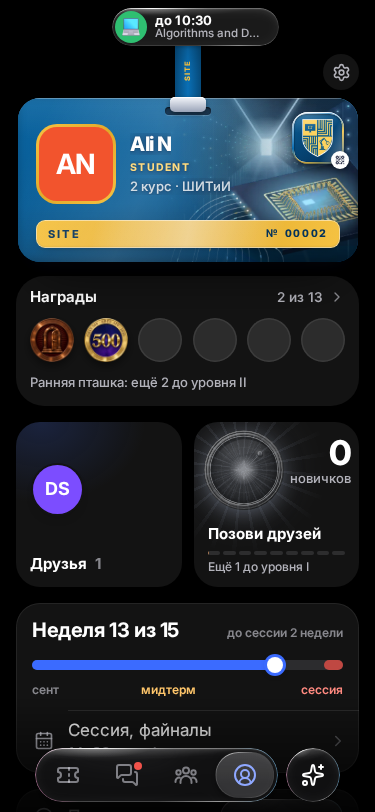 до 10:30
Algorithms and D...
SITE
AN
Ali N
STUDENT
2 курс · ШИТиИ
SITE
№ 00002
Награды
2 из 13
500
Ранняя пташка: ещё 2 до уровня II
DS
Друзья 1
0
новичков
Позови друзей
Ещё 1 до уровня I
Неделя 13 из 15
до сессии 2 недели
сент
мидтерм
сессия
Сессия, файналы